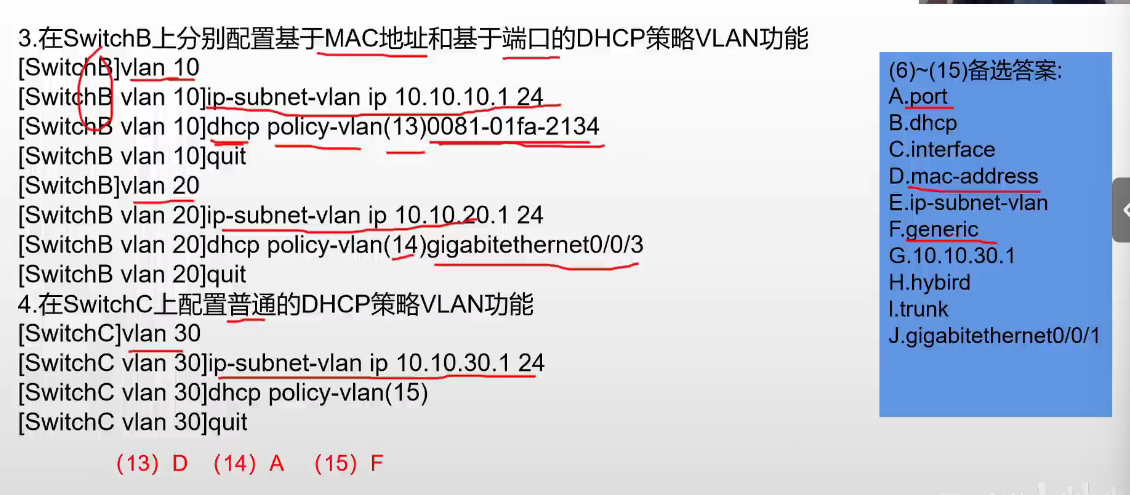 3.在SwitchB上分别配置基于MAC地址和基于端口的DHCP策略VLAN功能
[SwitchB]vlan 10
[SwitchB vlan 10]ip-subnet-vlan ip 10.10.10.1 24
[SwitchB vlan 10]dhcp policy-vlan(13)0081-01fa-2134
[SwitchB vlan 10]quit
[SwitchB]vlan 20
[SwitchB vlan 20]ip-subnet-vlan ip 10.10.20.1 24
[SwitchB vlan 20]dhcp policy-vlan(14)gigabitethernet0/0/3
[SwitchB vlan 20]quit
4.在SwitchC上配置普通的DHCP策略VLAN功能
[SwitchC]vlan 30
[SwitchC vlan 30]ip-subnet-vlan ip 10.10.30.1 24
[SwitchC vlan 30]dhcp policy-vlan(15)
[SwitchC vlan 30]quit
(13) D (14) A (15) F
(6)~(15)备选答案:
A.port
B.dhcp
C.interface
D.mac-address
E.ip-subnet-vlan
F.generic
G.10.10.30.1
H.hybird
I.trunk
J.gigabitethernet0/0/1